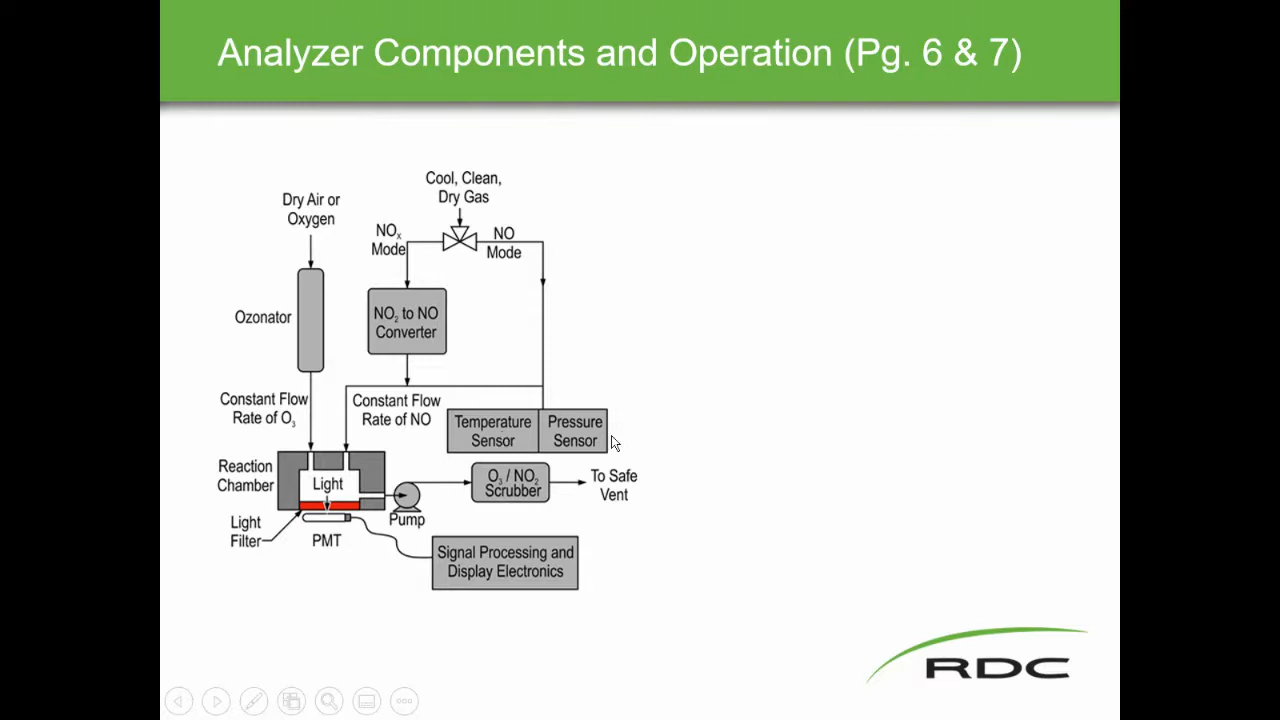 Analyzer Components and Operation (Pg. 6 & 7)
Cool, Clean,
Dry Gas
Dry Air or
Oxygen
NOx
Mode
NO
Mode
Ozonator
NO2 to NO
Converter
Constant Flow
Rate of O3
Constant Flow
Rate of NO
Temperature
Sensor
Pressure
Sensor
Reaction
Chamber
Light
O3 / NO2
Scrubber
To Safe
Vent
Light
Filter
PMT
Pump
Signal Processing and
Display Electronics
RDC